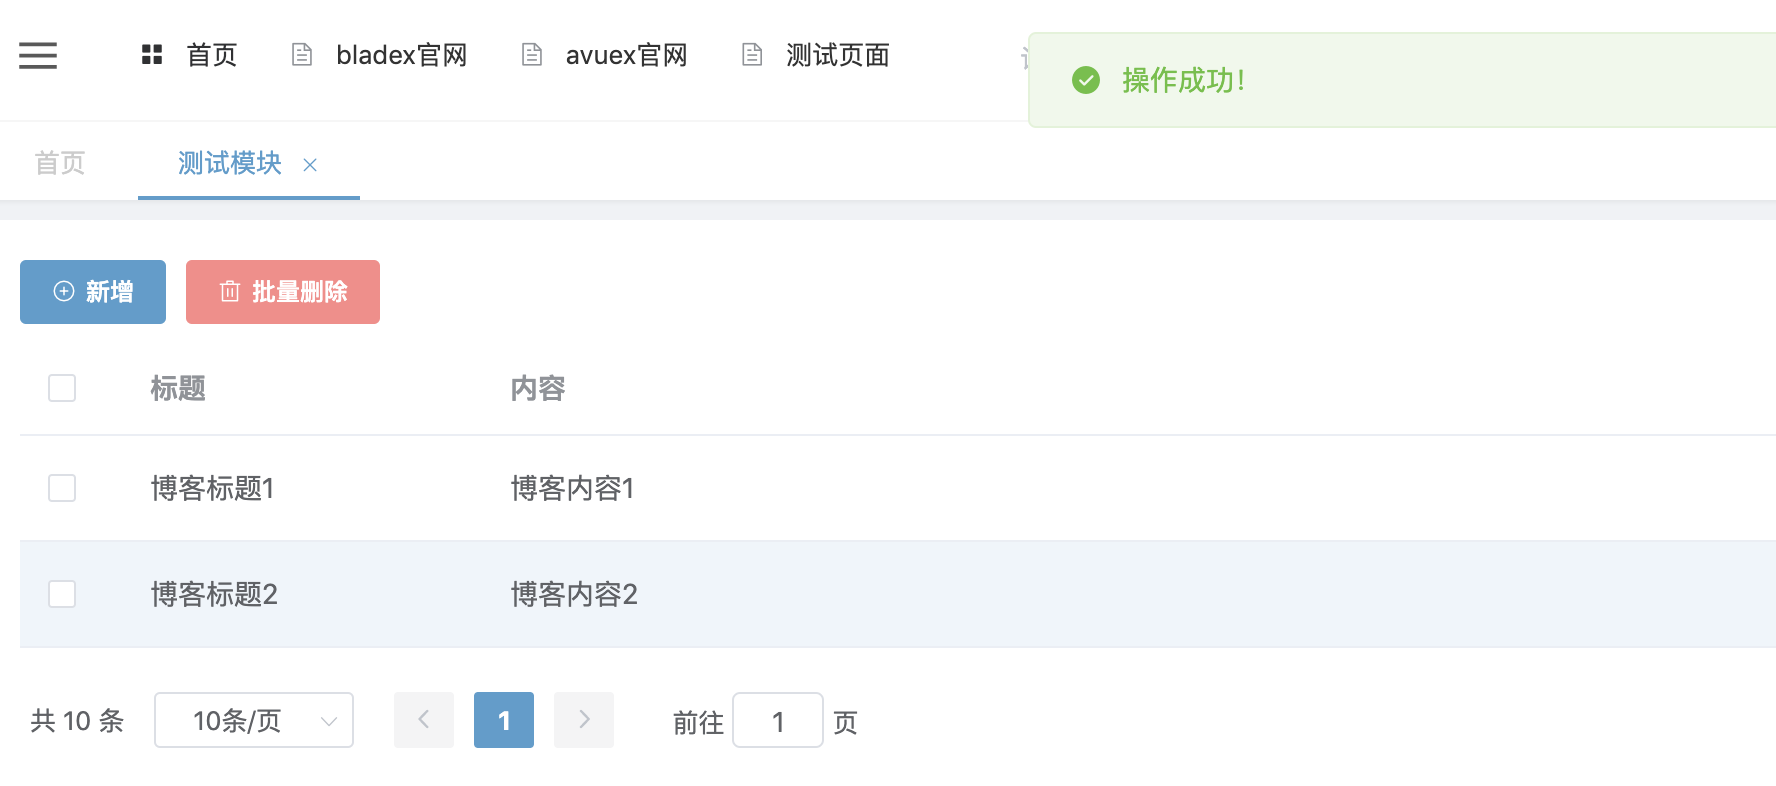 首页 bladex官网 avuex官网 测试页面
操作成功!
首页 测试模块
新增 批量删除
标题 内容
博客标题1 博客内容1
博客标题2 博客内容2
共 10 条 10条/页 1 前往 1 页